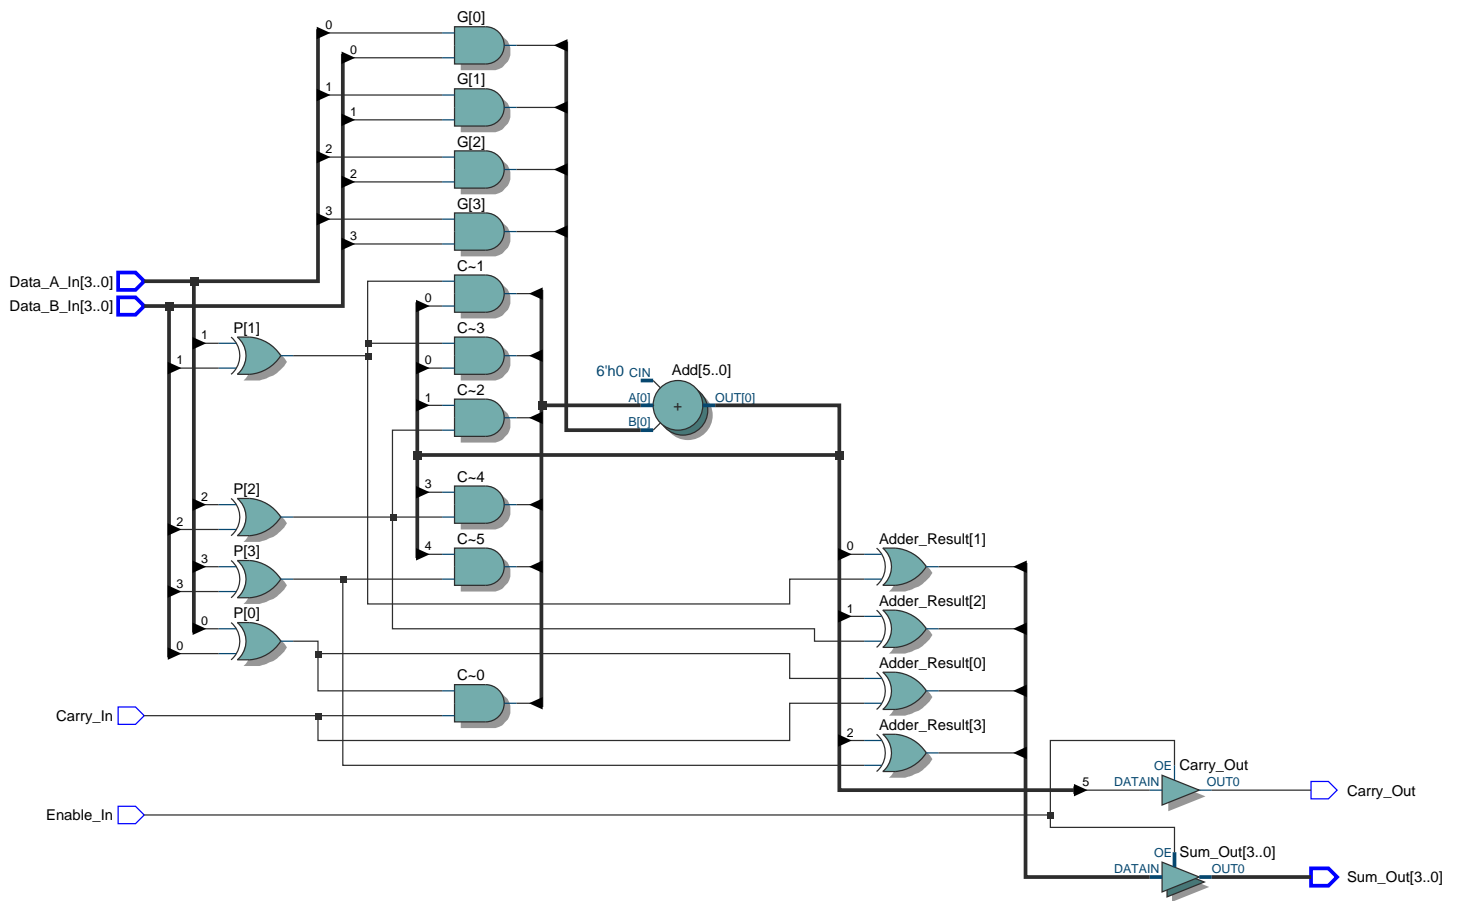 G[0]
0
0
G[1]
1
1
G[2]
2
2
G[3]
3
3
Data_A_In[3..0]
Data_B_In[3..0]
C~1
0
P[1]
1
1
C~3
0
C~2
1
6'h0 CIN
Add[5..0]
A[0]
+
OUT[0]
B[0]
P[2]
2
2
C~4
3
P[3]
3
3
C~5
4
P[0]
0
0
Adder_Result[1]
0
Adder_Result[2]
1
Adder_Result[0]
C~0
Carry_In
Adder_Result[3]
2
OE
Carry_Out
5
DATAIN
OUT0
Carry_Out
Enable_In
OE
Sum_Out[3..0]
DATAIN
OUT0
Sum_Out[3..0]